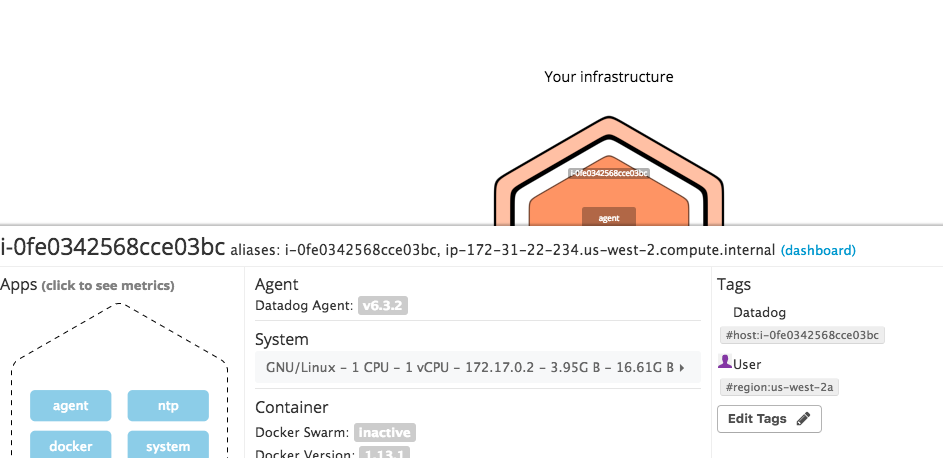 Your infrastructure
i-0fe0342568cce03bc
agent
i-0fe0342568cce03bc aliases: i-0fe0342568cce03bc, ip-172-31-22-234.us-west-2.compute.internal (dashboard)
Apps (click to see metrics)
agent ntp
docker system
Agent
Datadog Agent: v6.3.2
System
GNU/Linux – 1 CPU – 1 vCPU – 172.17.0.2 – 3.95G B – 16.61G B
Container
Docker Swarm: inactive
Docker Version: 1.13.1
Tags
Datadog
#host:i-0fe0342568cce03bc
User
#region:us-west-2a
Edit Tags